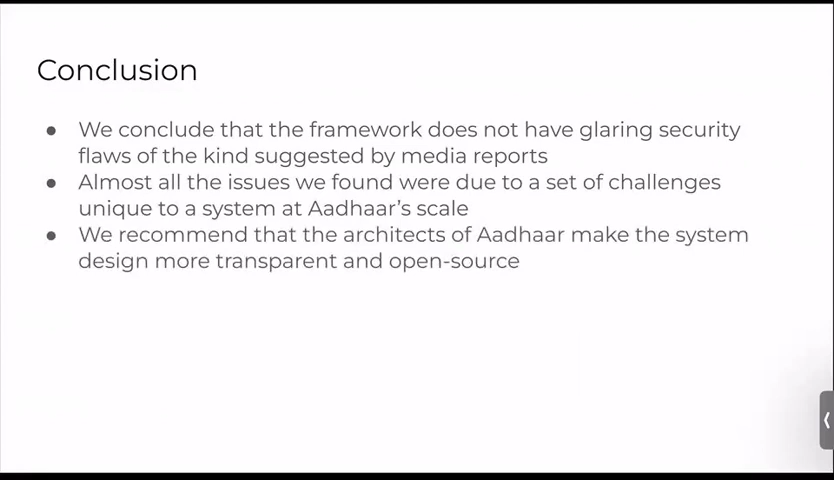 Conclusion
● We conclude that the framework does not have glaring security
flaws of the kind suggested by media reports
● Almost all the issues we found were due to a set of challenges
unique to a system at Aadhaar’s scale
● We recommend that the architects of Aadhaar make the system
design more transparent and open-source